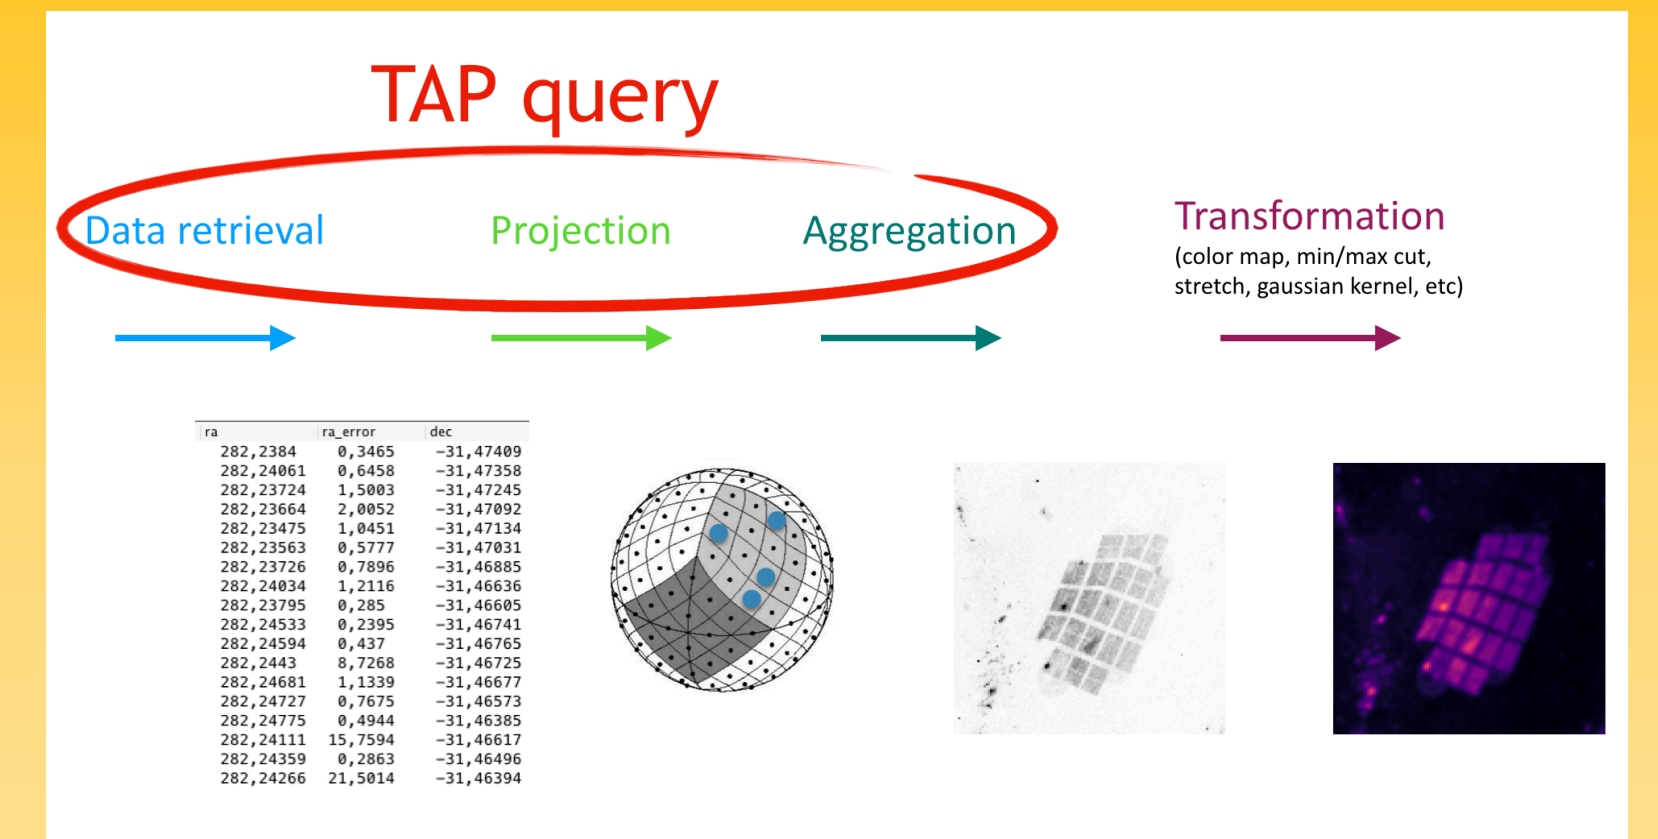 TAP query
Data retrieval
Projection
Aggregation
Transformation
(color map, min/max cut,
stretch, gaussian kernel, etc)
ra ra_error dec
282,2384 0,3465 −31,47409
282,24061 0,6458 −31,47358
282,23724 1,5003 −31,47245
282,23664 2,0052 −31,47092
282,23475 1,0451 −31,47134
282,23563 0,5777 −31,47031
282,23726 0,7896 −31,46885
282,24034 1,2116 −31,46636
282,23795 0,285 −31,46605
282,24533 0,2395 −31,46741
282,24594 0,437 −31,46765
282,2443 8,7268 −31,46725
282,24681 1,1339 −31,46677
282,24727 0,7675 −31,46573
282,24775 0,4944 −31,46385
282,24111 15,7594 −31,46617
282,24359 0,2863 −31,46496
282,24266 21,5014 −31,46394